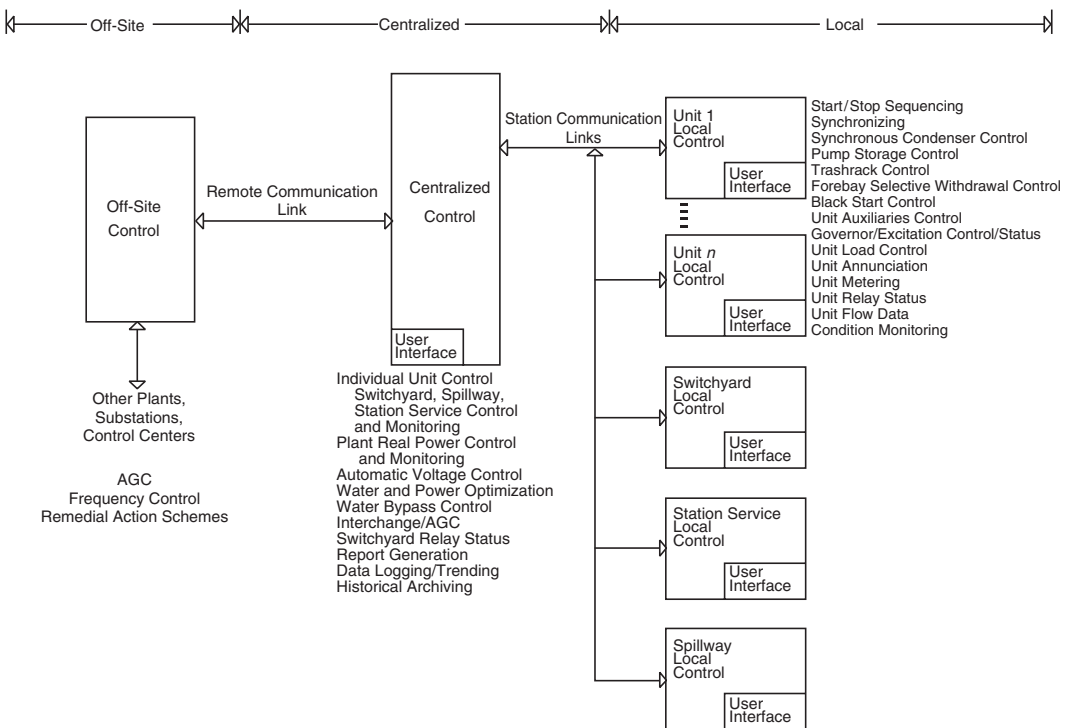 Off-Site
Centralized
Local
Off-Site
Control
Remote Communication
Link
Other Plants,
Substations,
Control Centers
AGC
Frequency Control
Remedial Action Schemes
Centralized
Control
User
Interface
Individual Unit Control
Switchyard, Spillway,
Station Service Control
and Monitoring
Plant Real Power Control
and Monitoring
Automatic Voltage Control
Water and Power Optimization
Water Bypass Control
Interchange/AGC
Switchyard Relay Status
Report Generation
Data Logging/Trending
Historical Archiving
Station Communication
Links
Unit 1
Local
Control
User
Interface
Unit n
Local
Control
User
Interface
Switchyard
Local
Control
User
Interface
Station Service
Local
Control
User
Interface
Spillway
Local
Control
User
Interface
Start/Stop Sequencing
Synchronizing
Synchronous Condenser Control
Pump Storage Control
Trashrack Control
Forebay Selective Withdrawal Control
Black Start Control
Unit Auxiliaries Control
Governor/Excitation Control/Status
Unit Load Control
Unit Annunciation
Unit Metering
Unit Relay Status
Unit Flow Data
Condition Monitoring